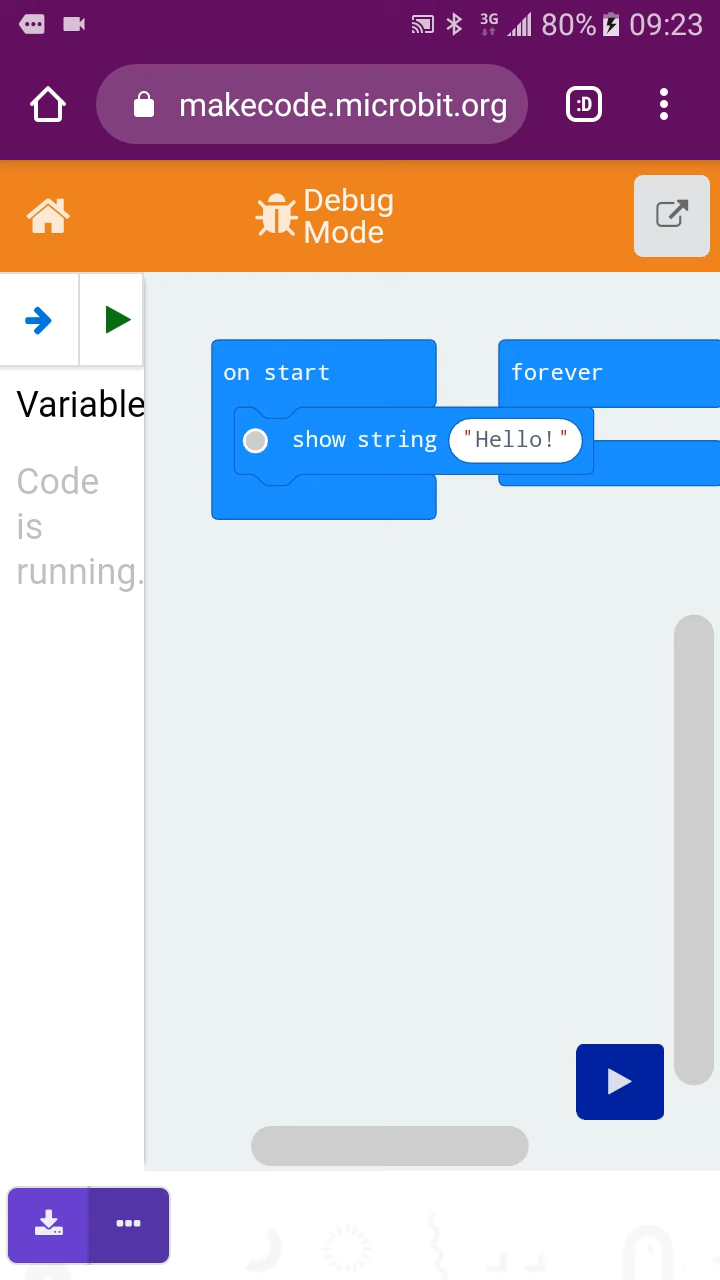 3G 80% 09:23
makecode.microbit.org :D
Debug
Mode
Variable
Code
is
running.
on start
show string "Hello!"
forever